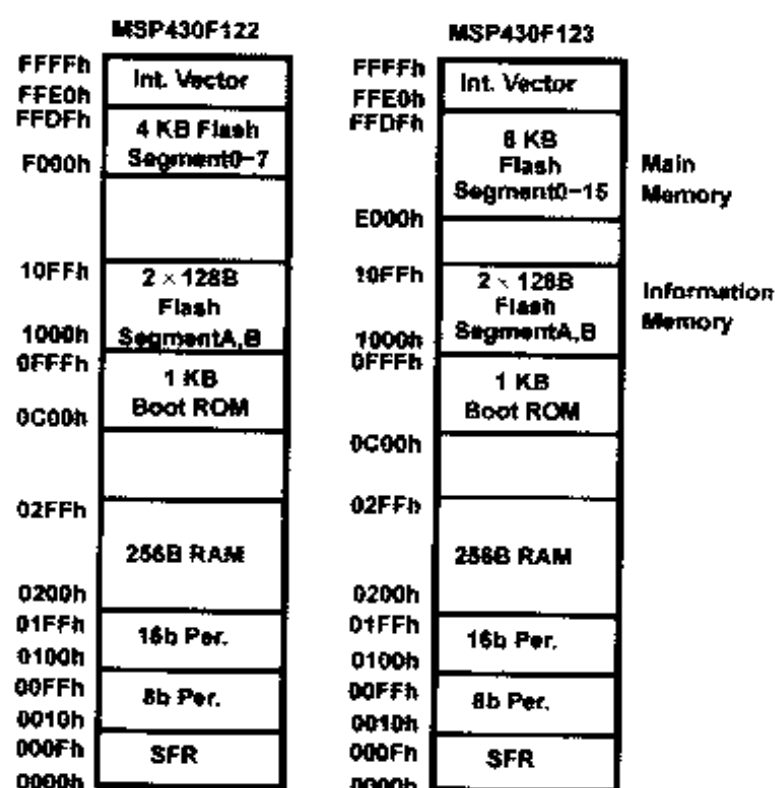 MSP430F122
FFFFh
Int. Vector
FFE0h
FFDFh
4 KB Flash
Segment0-7
F000h
10FFh
2 × 128B
Flash
SegmentA,B
1000h
0FFFh
1 KB
Boot ROM
0C00h
02FFh
256B RAM
0200h
01FFh
16b Per.
0100h
00FFh
8b Per.
0010h
000Fh
SFR
0000h
MSP430F123
FFFFh
Int. Vector
FFE0h
FFDFh
8 KB
Flash
Segment0-15
E000h
Main
Memory
10FFh
2 × 128B
Flash
SegmentA,B
1000h
Information
Memory
0FFFh
1 KB
Boot ROM
0C00h
02FFh
256B RAM
0200h
01FFh
16b Per.
0100h
00FFh
8b Per.
0010h
000Fh
SFR
0000h